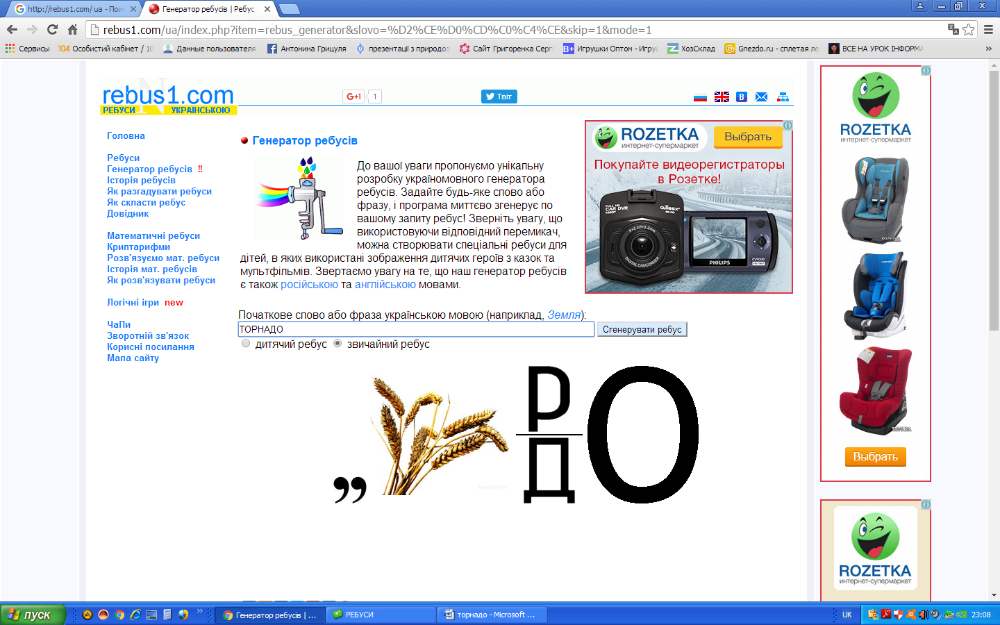 http://rebus1.com/ ua - Пои
Генератор ребусів | Ребус
rebus1.com/ua/index.php?item=rebus_generator&slovo=%D2%CE%D0%CD%C0%C4%CE&skip=1&mode=1
Сервисы
104 Особистий кабінет / 10
Данные пользователя
Антонина Грицуля
презентації з природоз
Сайт Григоренка Серг
B+ Игрушки Оптом - Игру
ХозСклад
Gnezdo.ru - сплетая ле
ВСЕ НА УРОК ІНФОРМА
»
rebus1.com
РЕБУСИ N УКРАЇНСЬКОЮ
G+1 1
Твіт
B
Головна
Ребуси
Генератор ребусів !!
Історія ребусів
Як разгадувати ребуси
Як скласти ребус
Довідник
Математичні ребуси
Криптарифми
Розв'язуємо мат. ребуси
Історія мат. ребусів
Як розв'язувати ребуси
Логічні ігри new
ЧаПи
Зворотній зв'язок
Корисні посилання
Мапа сайту
Генератор ребусів
До вашої уваги пропонуємо унікальну
розробку україномовного генератора
ребусів. Задайте будь-яке слово або
фразу, і програма миттєво згенерує по
вашому запиту ребус! Зверніть увагу, що
використовуючи відповідний перемикач,
можна створювати спеціальні ребуси для
дітей, в яких використані зображення дитячих героїв з казок та
мультфільмів. Звертаємо увагу на те, що наш генератор ребусів
є також російською та англійською мовами.
ROZETKA
интернет-супермаркет
Выбрать
Покупайте видеорегистраторы
в Розетке!
FULL HD
CAR DVR
1080P
GLOBEX
F=2.0/f=3.2mm
DIGITAL CAMCORDER
PHILIPS
CVR300
Початкове слово або фраза українською мовою (наприклад, Земля):
ТОРНАДО
Сгенерувати ребус
дитячий ребус звичайний ребус
,,
Р
Д
О
ROZETKA
интернет-супермаркет
Выбрать
ROZETKA
интернет-супермаркет
пуск
»
Генератор ребусів | ...
РЕБУСИ
торнадо - Microsoft ...
UK
23:08